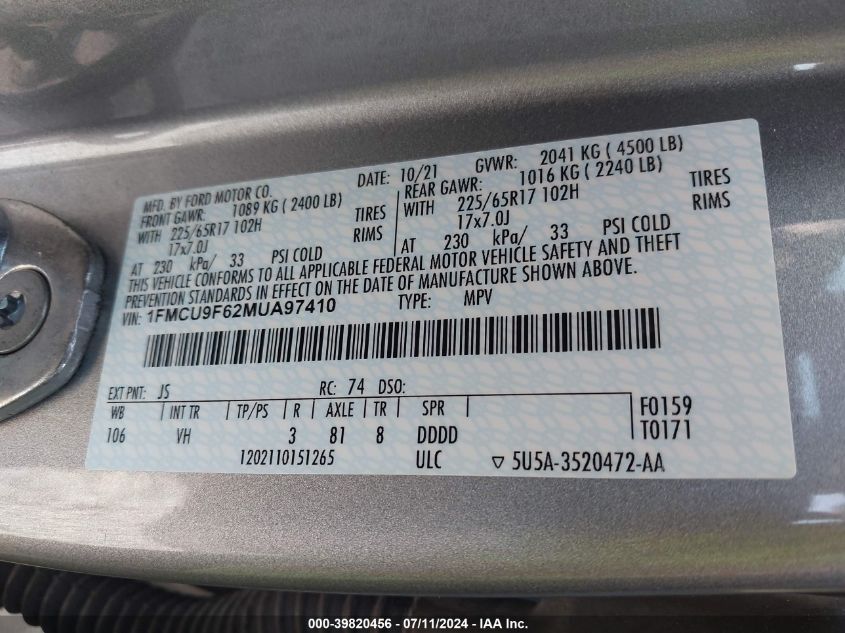 MFD. BY FORD MOTOR CO. DATE: 10/21 GVWR: 2041 KG ( 4500 LB)
FRONT GAWR: 1089 KG ( 2400 LB) REAR GAWR: 1016 KG ( 2240 LB)
WITH 225/65R17 102H TIRES WITH 225/65R17 102H TIRES
17x7.0J RIMS 17x7.0J RIMS
AT 230 kPa/ 33 PSI COLD AT 230 kPa/ 33 PSI COLD
THIS VEHICLE CONFORMS TO ALL APPLICABLE FEDERAL MOTOR VEHICLE SAFETY AND THEFT
PREVENTION STANDARDS IN EFFECT ON THE DATE OF MANUFACTURE SHOWN ABOVE.
VIN: 1FMCU9F62MUA97410 TYPE: MPV
EXT PNT: JS RC: 74 DSO:
WB INT TR TP/PS R AXLE TR SPR F0159
106 VH 3 81 8 DDDD T0171
1202110151265 ULC ▽ 5U5A-3520472-AA
000-39820456 - 07/11/2024 - IAA Inc.